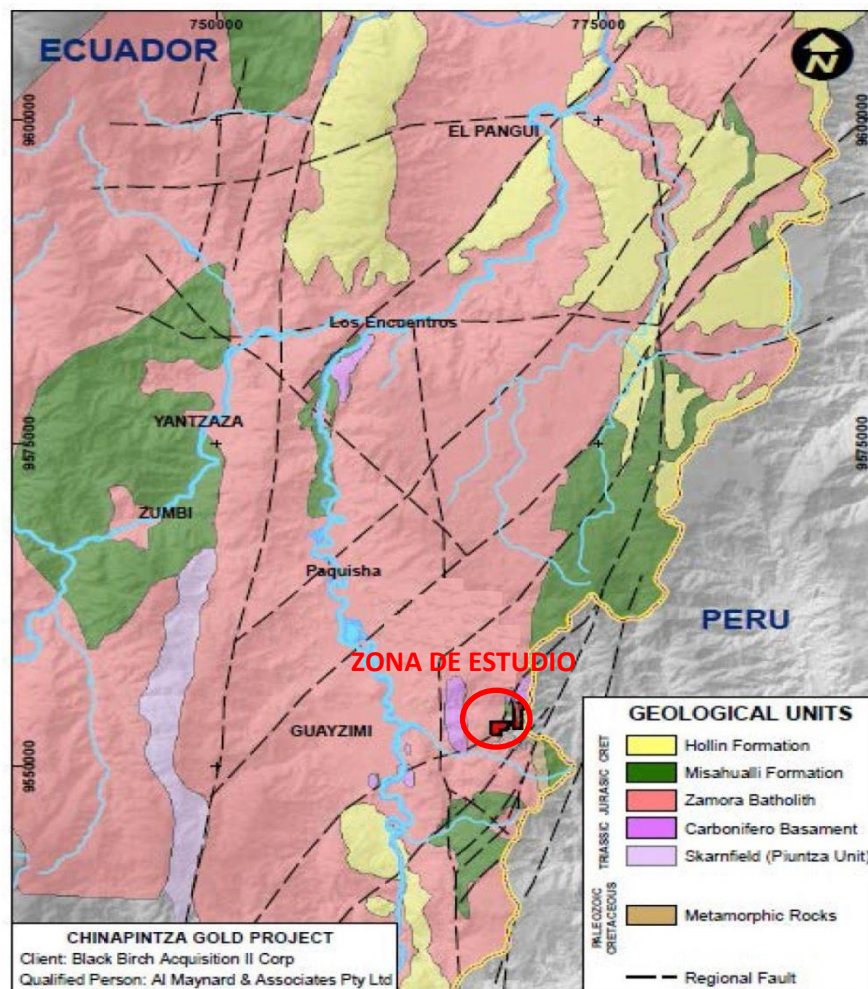 750000
775000
ECUADOR
N
9600000
9600000
EL PANGUI
Los Encuentros
YANTZAZA
9575000
9575000
ZUMBI
Paquisha
PERU
ZONA DE ESTUDIO
GUAYZIMI
9550000
GEOLOGICAL UNITS
TRIASSIC JURASIC CRET
Hollin Formation
Misahualli Formation
Zamora Batholith
Carbonifero Basament
Skarnfield (Piuntza Unit)
PALEOZOIC
CRETACEOUS
Metamorphic Rocks
Regional Fault
CHINAPINTZA GOLD PROJECT
Client: Black Birch Acquisition II Corp
Qualified Person: Al Maynard & Associates Pty Ltd